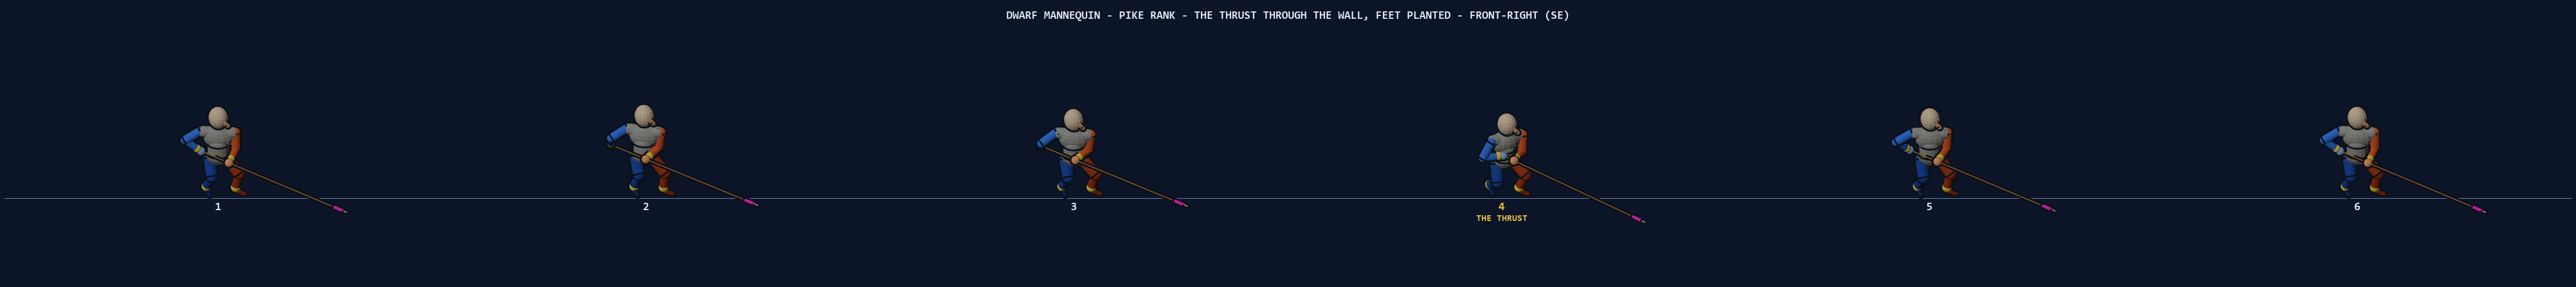 DWARF MANNEQUIN - PIKE RANK - THE THRUST THROUGH THE WALL, FEET PLANTED - FRONT-RIGHT (SE)
1 2 3 4 5 6
THE THRUST